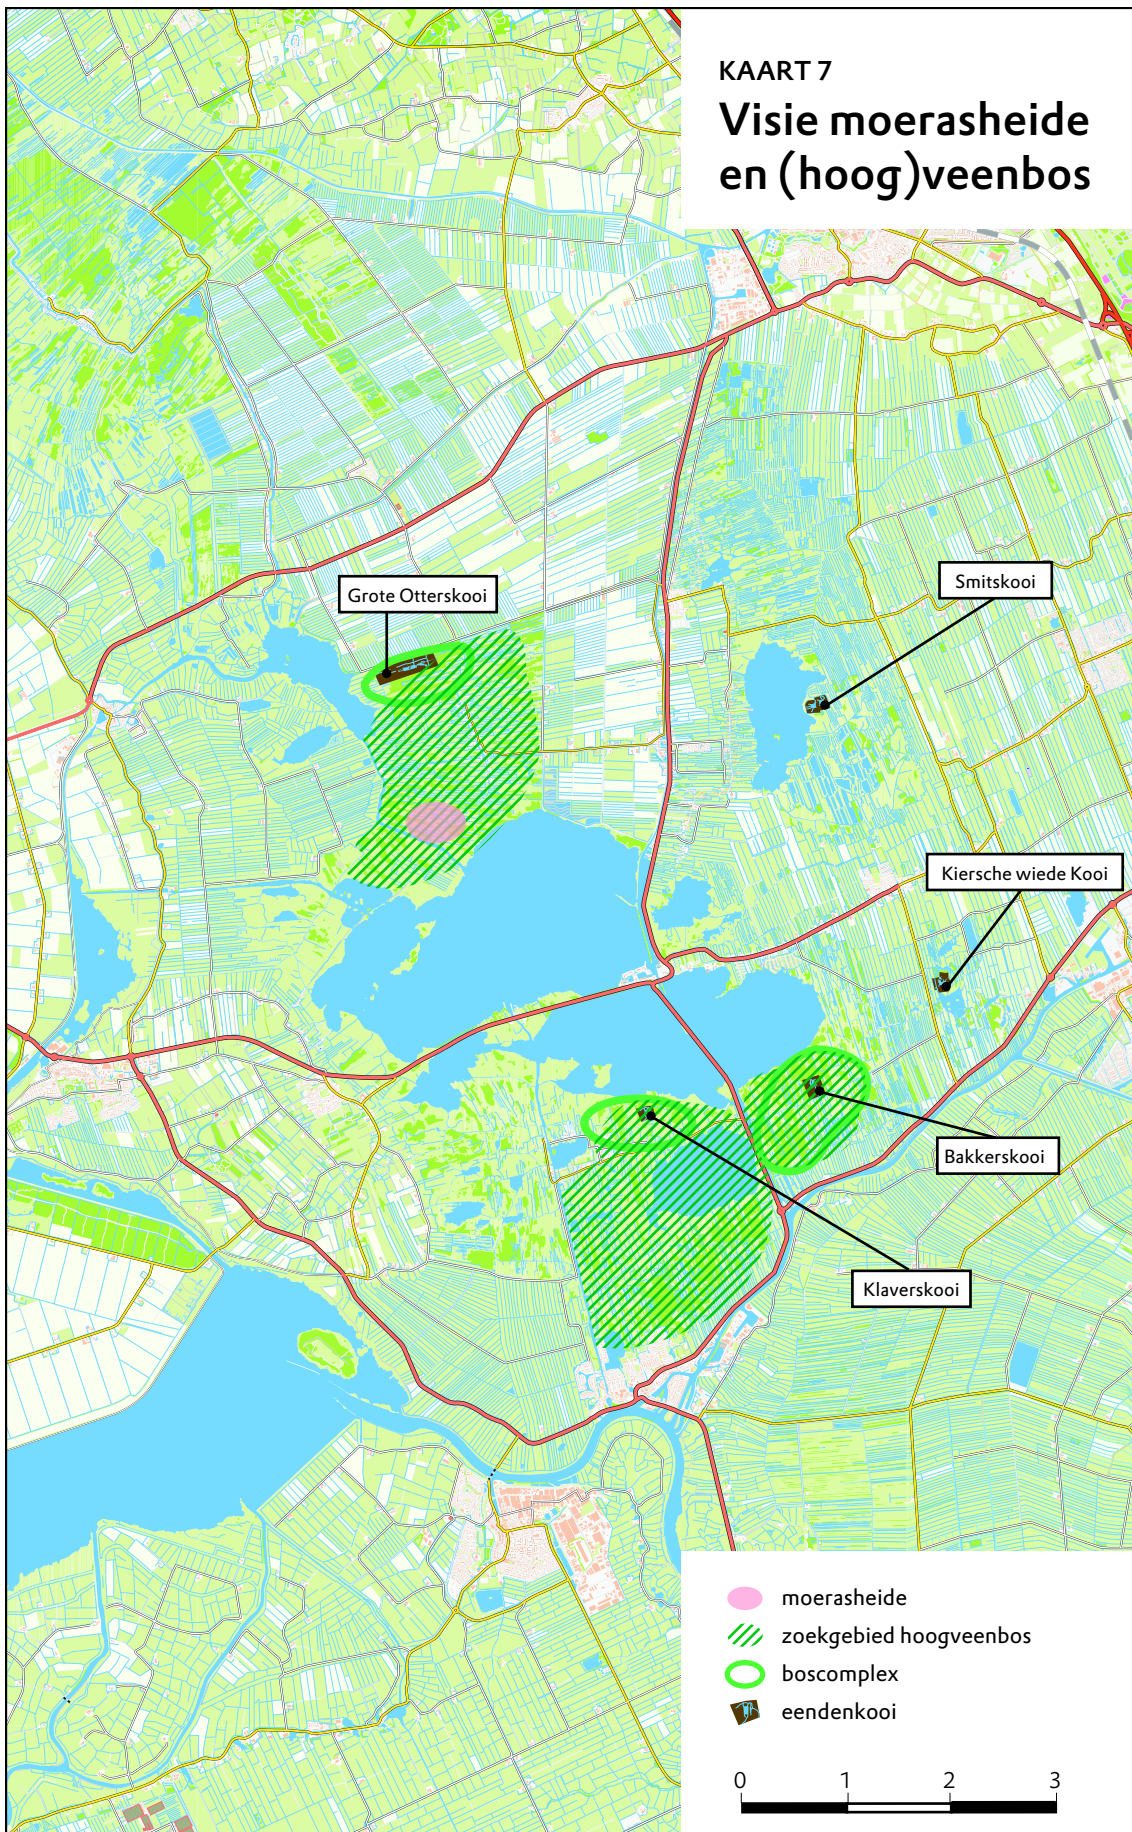 KAART 7
Visie moerasheide
en (hoog)veenbos
Grote Otterskooi
Smitskooi
Kiersche wiede Kooi
Bakkerskooi
Klaverskooi
moerasheide
zoekgebied hoogveenbos
boscomplex
eendenkooi
0 1 2 3